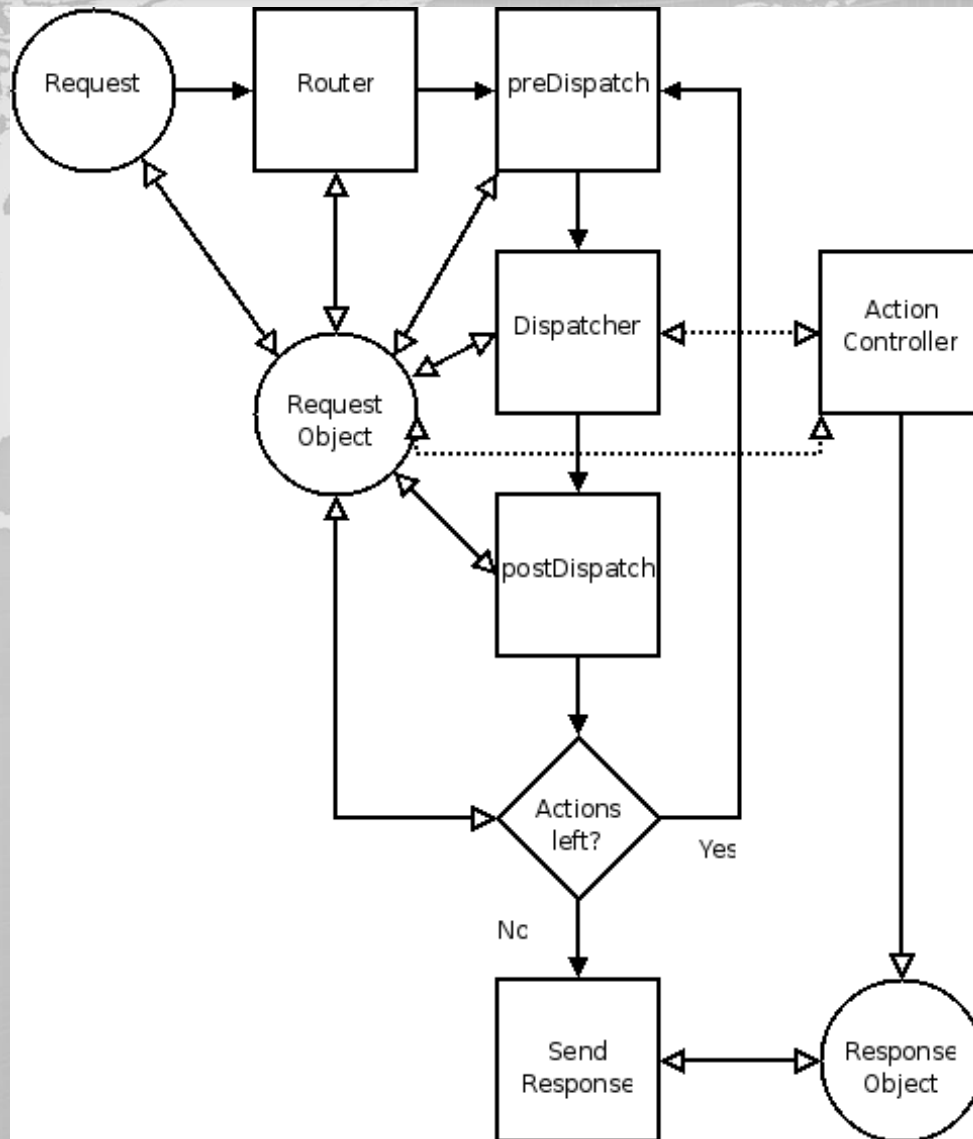 Request
Router
preDispatch
Dispatcher
Action
Controller
Request
Object
postDispatch
Actions
left?
Yes
No
Send
Response
Response
Object